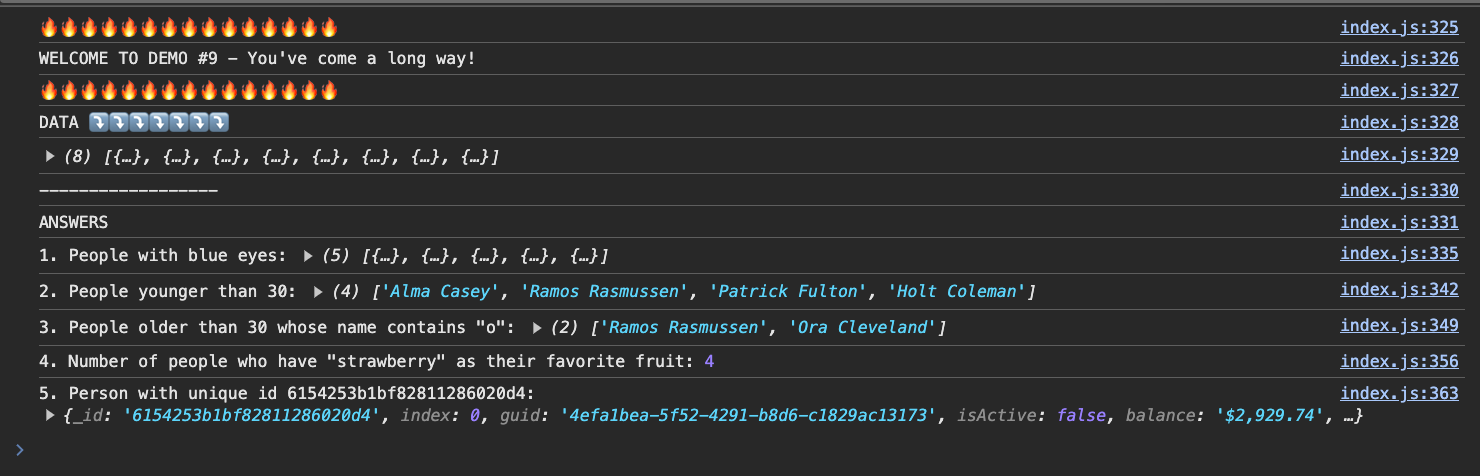 🔥🔥🔥🔥🔥🔥🔥🔥🔥🔥🔥🔥🔥🔥🔥 index.js:325
WELCOME TO DEMO #9 – You've come a long way! index.js:326
🔥🔥🔥🔥🔥🔥🔥🔥🔥🔥🔥🔥🔥🔥🔥 index.js:327
DATA ⤵️⤵️⤵️⤵️⤵️⤵️⤵️ index.js:328
▶ (8) [{…}, {…}, {…}, {…}, {…}, {…}, {…}, {…}] index.js:329
------------------ index.js:330
ANSWERS index.js:331
1. People with blue eyes: ▶ (5) [{…}, {…}, {…}, {…}, {…}] index.js:335
2. People younger than 30: ▶ (4) ['Alma Casey', 'Ramos Rasmussen', 'Patrick Fulton', 'Holt Coleman'] index.js:342
3. People older than 30 whose name contains "o": ▶ (2) ['Ramos Rasmussen', 'Ora Cleveland'] index.js:349
4. Number of people who have "strawberry" as their favorite fruit: 4 index.js:356
5. Person with unique id 6154253b1bf82811286020d4: index.js:363
▶ {_id: '6154253b1bf82811286020d4', index: 0, guid: '4efa1bea-5f52-4291-b8d6-c1829ac13173', isActive: false, balance: '$2,929.74', …}
>